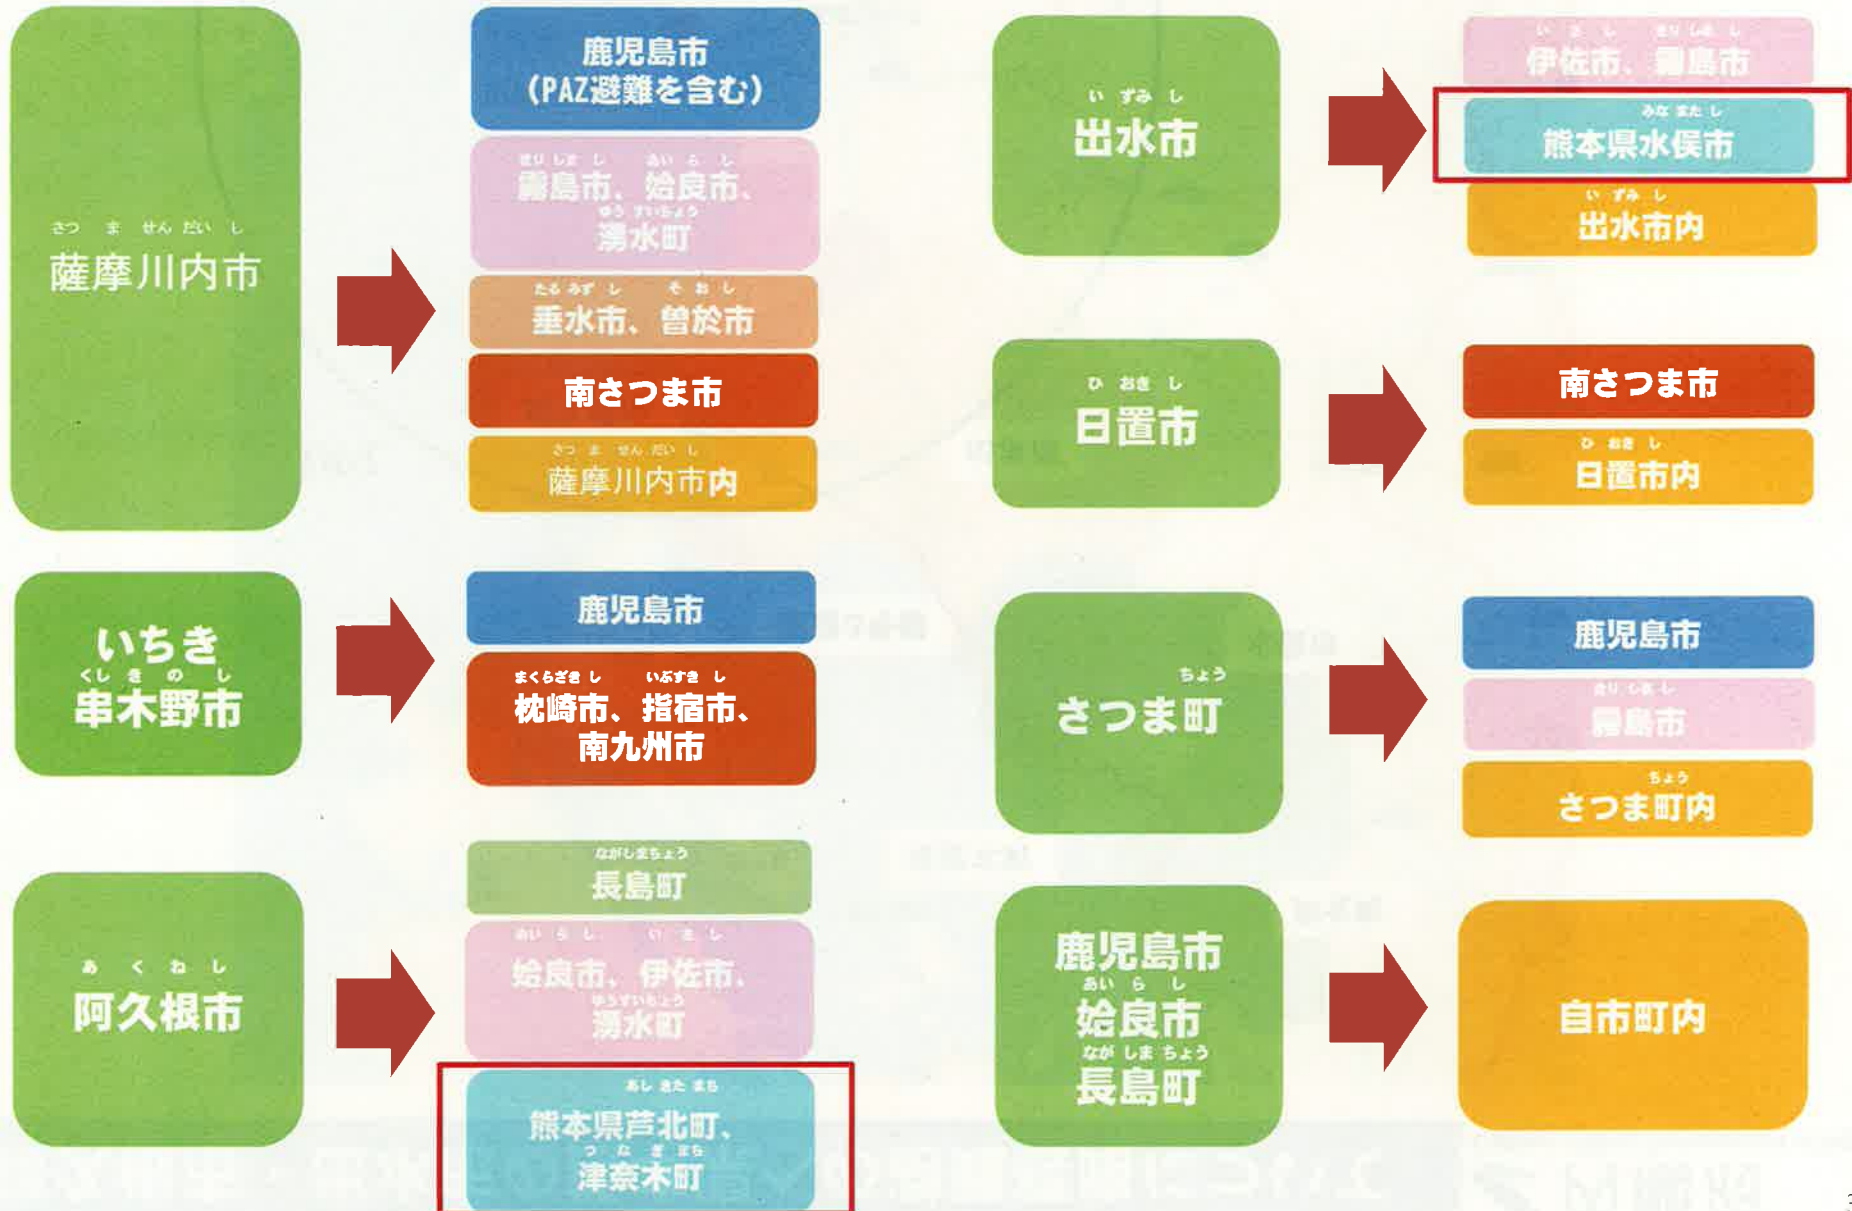 さつ ま せん だい し
薩摩川内市
鹿児島市
(PAZ避難を含む)
きり しま し あい ら し
霧島市、姶良市、
ゆう すいちょう
湧水町
たる みず し そ お し
垂水市、曽於市
南さつま市
さつ ま せん だい し
薩摩川内市内
いちき
くし き の し
串木野市
鹿児島市
まくらざき し いぶすき し
枕崎市、指宿市、
南九州市
あ く ね し
阿久根市
ながしまちょう
長島町
あい ら し い さ し
姶良市、伊佐市、
ゆうすいちょう
湧水町
あし きた まち
熊本県芦北町、
つ な ぎ まち
津奈木町
い ずみ し
出水市
い さ し きり しま し
伊佐市、霧島市
みな また し
熊本県水俣市
い ずみ し
出水市内
ひ おき し
日置市
南さつま市
ひ おき し
日置市内
ちょう
さつま町
鹿児島市
きり しま し
霧島市
ちょう
さつま町内
鹿児島市
あい ら し
姶良市
なが しま ちょう
長島町
自市町内